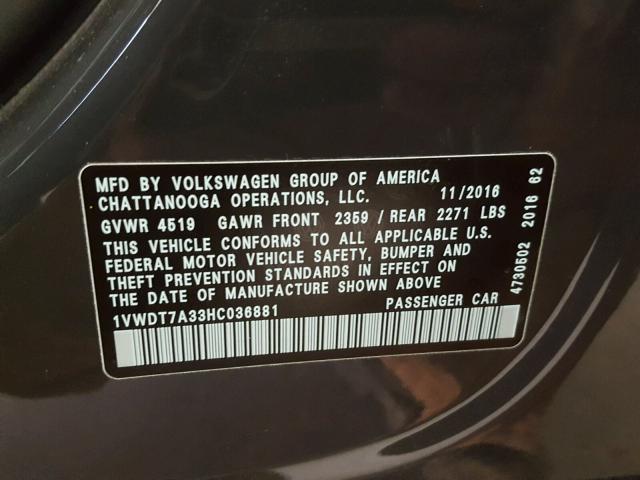 MFD BY VOLKSWAGEN GROUP OF AMERICA
CHATTANOOGA OPERATIONS, LLC. 11/2016
GVWR 4519 GAWR FRONT 2359 / REAR 2271 LBS
THIS VEHICLE CONFORMS TO ALL APPLICABLE U.S.
FEDERAL MOTOR VEHICLE SAFETY, BUMPER AND
THEFT PREVENTION STANDARDS IN EFFECT ON
THE DATE OF MANUFACTURE SHOWN ABOVE
1VWDT7A33HC036881 PASSENGER CAR
4730502 2016 62